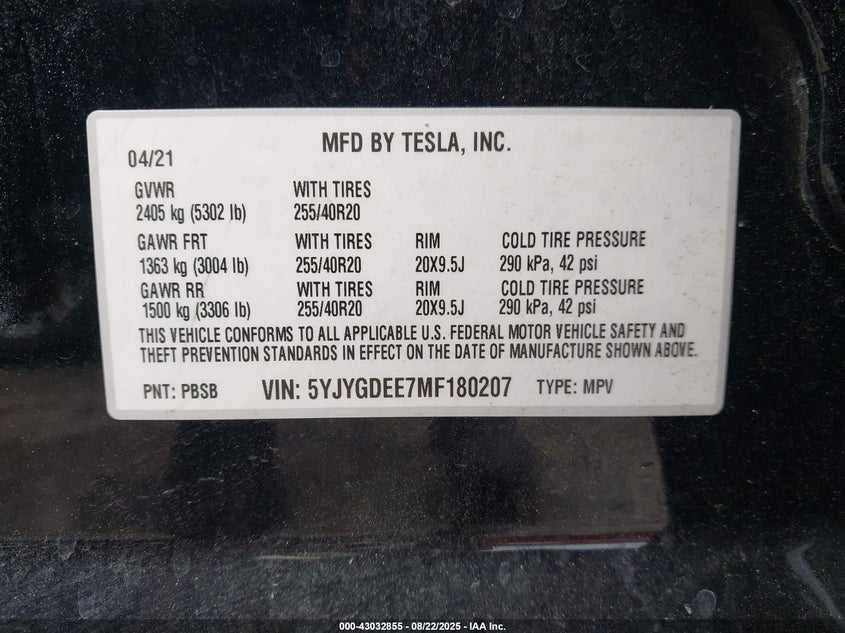 MFD BY TESLA, INC.
04/21
GVWR WITH TIRES
2405 kg (5302 lb) 255/40R20
GAWR FRT WITH TIRES RIM COLD TIRE PRESSURE
1363 kg (3004 lb) 255/40R20 20X9.5J 290 kPa, 42 psi
GAWR RR WITH TIRES RIM COLD TIRE PRESSURE
1500 kg (3306 lb) 255/40R20 20X9.5J 290 kPa, 42 psi
THIS VEHICLE CONFORMS TO ALL APPLICABLE U.S. FEDERAL MOTOR VEHICLE SAFETY AND
THEFT PREVENTION STANDARDS IN EFFECT ON THE DATE OF MANUFACTURE SHOWN ABOVE.
PNT: PBSB VIN: 5YJYGDEE7MF180207 TYPE: MPV
000-43032855 - 08/22/2025 - IAA Inc.